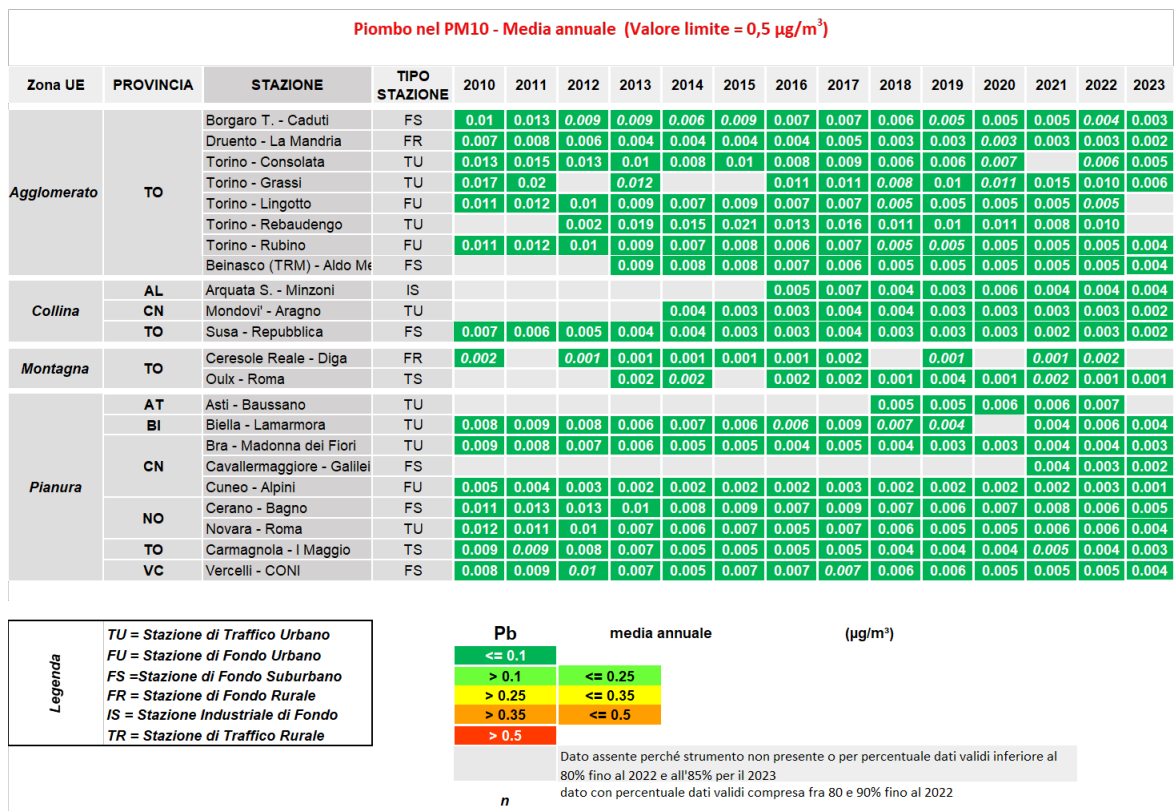 Piombo nel PM10 - Media annuale (Valore limite = 0,5 µg/m³)
Zona UE PROVINCIA STAZIONE TIPO STAZIONE 2010 2011 2012 2013 2014 2015 2016 2017 2018 2019 2020 2021 2022 2023
Agglomerato TO
Borgaro T. - Caduti FS 0.01 0.013 0.009 0.009 0.006 0.009 0.007 0.007 0.006 0.005 0.005 0.005 0.004 0.003
Druento - La Mandria FR 0.007 0.008 0.006 0.004 0.004 0.004 0.004 0.005 0.003 0.003 0.003 0.003 0.003 0.002
Torino - Consolata TU 0.013 0.015 0.013 0.01 0.008 0.01 0.008 0.009 0.006 0.006 0.007 0.006 0.005
Torino - Grassi TU 0.017 0.02 0.012 0.011 0.011 0.008 0.01 0.011 0.015 0.010 0.006
Torino - Lingotto FU 0.011 0.012 0.01 0.009 0.007 0.009 0.007 0.007 0.005 0.005 0.005 0.005 0.005
Torino - Rebaudengo TU 0.002 0.019 0.015 0.021 0.013 0.016 0.011 0.01 0.011 0.008 0.010
Torino - Rubino FU 0.011 0.012 0.01 0.009 0.007 0.008 0.006 0.007 0.005 0.005 0.005 0.005 0.005 0.004
Beinasco (TRM) - Aldo Me FS 0.009 0.008 0.008 0.007 0.006 0.005 0.005 0.005 0.005 0.005 0.004
Collina
AL Arquata S. - Minzoni IS 0.005 0.007 0.004 0.003 0.006 0.004 0.004 0.004
CN Mondovi' - Aragno TU 0.004 0.003 0.003 0.004 0.004 0.003 0.003 0.003 0.003 0.002
TO Susa - Repubblica FS 0.007 0.006 0.005 0.004 0.004 0.003 0.003 0.004 0.003 0.003 0.003 0.002 0.003 0.002
Montagna TO
Ceresole Reale - Diga FR 0.002 0.001 0.001 0.001 0.001 0.001 0.002 0.001 0.001 0.002
Oulx - Roma TS 0.002 0.002 0.002 0.002 0.001 0.004 0.001 0.002 0.001 0.001
Pianura
AT Asti - Baussano TU 0.005 0.005 0.006 0.006 0.007
BI Biella - Lamarmora TU 0.008 0.009 0.008 0.006 0.007 0.006 0.006 0.009 0.007 0.004 0.004 0.006 0.004
CN
Bra - Madonna dei Fiori TU 0.009 0.008 0.007 0.006 0.005 0.005 0.004 0.005 0.004 0.003 0.003 0.004 0.004 0.003
Cavallermaggiore - Galilei FS 0.004 0.003 0.002
Cuneo - Alpini FU 0.005 0.004 0.003 0.002 0.002 0.002 0.002 0.003 0.002 0.002 0.002 0.002 0.003 0.001
NO
Cerano - Bagno FS 0.011 0.013 0.013 0.01 0.008 0.009 0.007 0.009 0.007 0.006 0.007 0.008 0.006 0.005
Novara - Roma TU 0.012 0.011 0.01 0.007 0.006 0.007 0.005 0.007 0.006 0.005 0.005 0.006 0.006 0.004
TO Carmagnola - I Maggio TS 0.009 0.009 0.008 0.007 0.005 0.005 0.005 0.005 0.004 0.004 0.004 0.005 0.004 0.003
VC Vercelli - CONI FS 0.008 0.009 0.01 0.007 0.005 0.007 0.007 0.007 0.006 0.006 0.005 0.005 0.005 0.004
Legenda
TU = Stazione di Traffico Urbano
FU = Stazione di Fondo Urbano
FS =Stazione di Fondo Suburbano
FR = Stazione di Fondo Rurale
IS = Stazione Industriale di Fondo
TR = Stazione di Traffico Rurale
Pb media annuale (µg/m³)
<= 0.1
> 0.1 <= 0.25
> 0.25 <= 0.35
> 0.35 <= 0.5
> 0.5
Dato assente perché strumento non presente o per percentuale dati validi inferiore al
80% fino al 2022 e all'85% per il 2023
n dato con percentuale dati validi compresa fra 80 e 90% fino al 2022